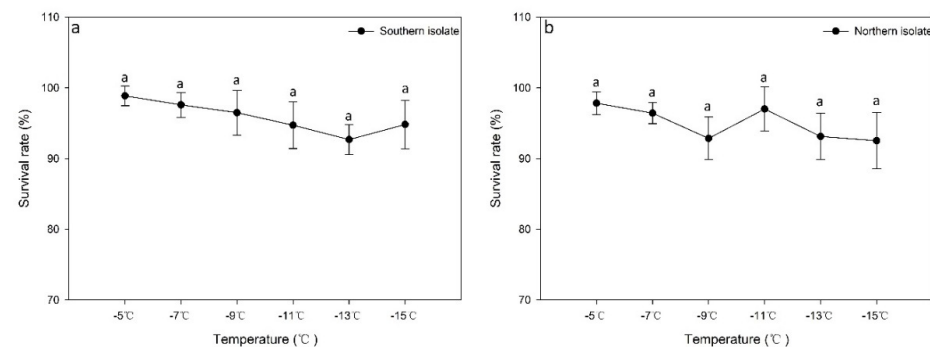 a
Southern isolate
110
100
90
80
70
Survival rate (%)
a a a a a a
-5℃ -7℃ -9℃ -11℃ -13℃ -15℃
Temperature (℃)
b
Northern isolate
110
100
90
80
70
Survival rate (%)
a a a a a a
-5℃ -7℃ -9℃ -11℃ -13℃ -15℃
Temperature (℃)